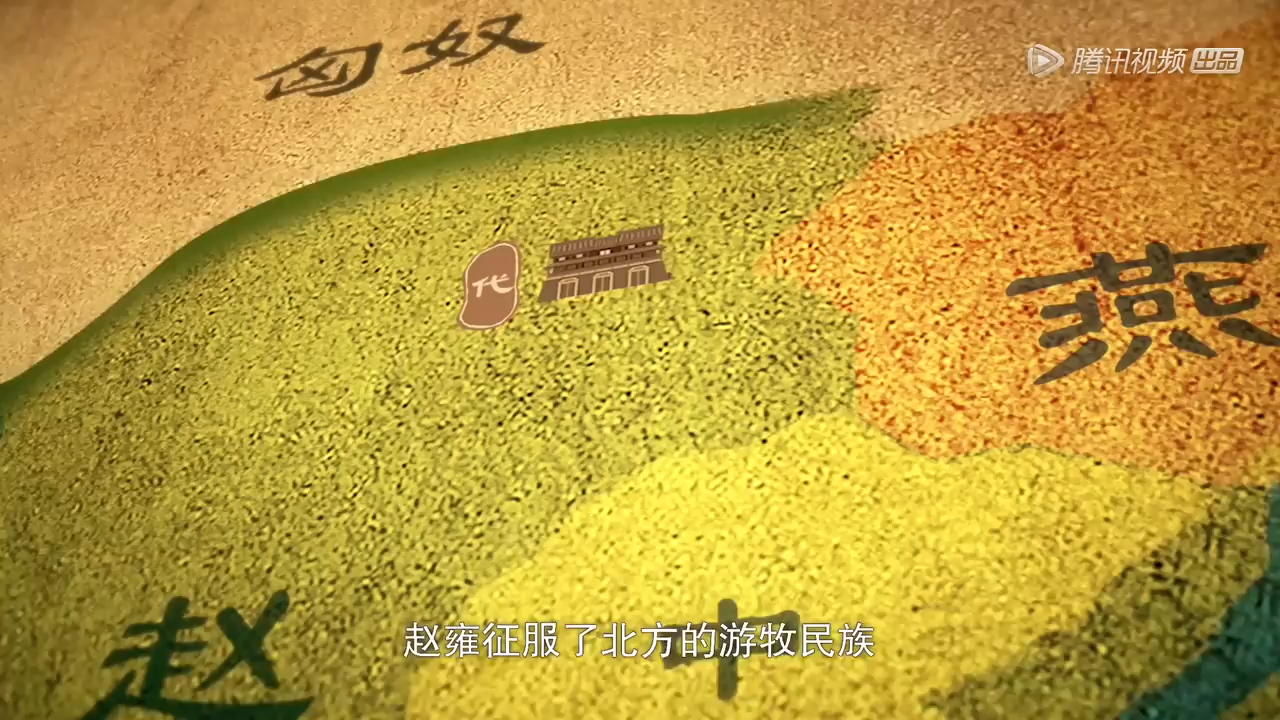 匈奴
腾讯视频 出品
代
燕
赵
中
赵雍征服了北方的游牧民族